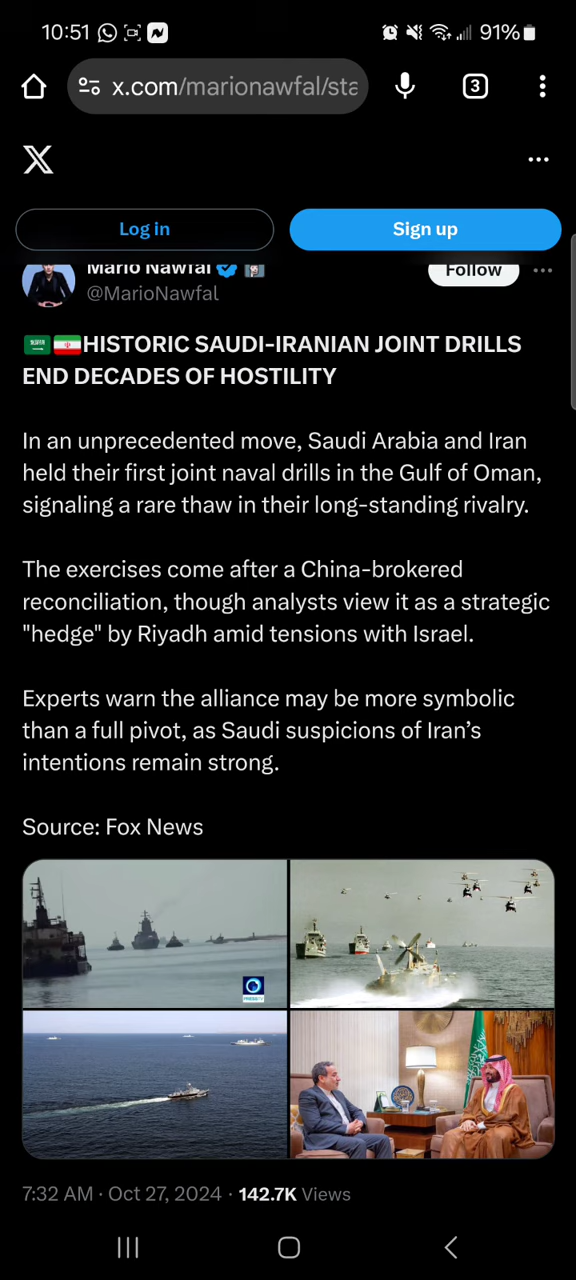 10:51 91%
x.com/marionawfal/sta 3
Log in Sign up
Mario Nawfal Follow
@MarioNawfal
🇸🇦🇮🇷HISTORIC SAUDI-IRANIAN JOINT DRILLS
END DECADES OF HOSTILITY
In an unprecedented move, Saudi Arabia and Iran
held their first joint naval drills in the Gulf of Oman,
signaling a rare thaw in their long-standing rivalry.
The exercises come after a China-brokered
reconciliation, though analysts view it as a strategic
"hedge" by Riyadh amid tensions with Israel.
Experts warn the alliance may be more symbolic
than a full pivot, as Saudi suspicions of Iran’s
intentions remain strong.
Source: Fox News
PRESSTV
7:32 AM · Oct 27, 2024 · 142.7K Views